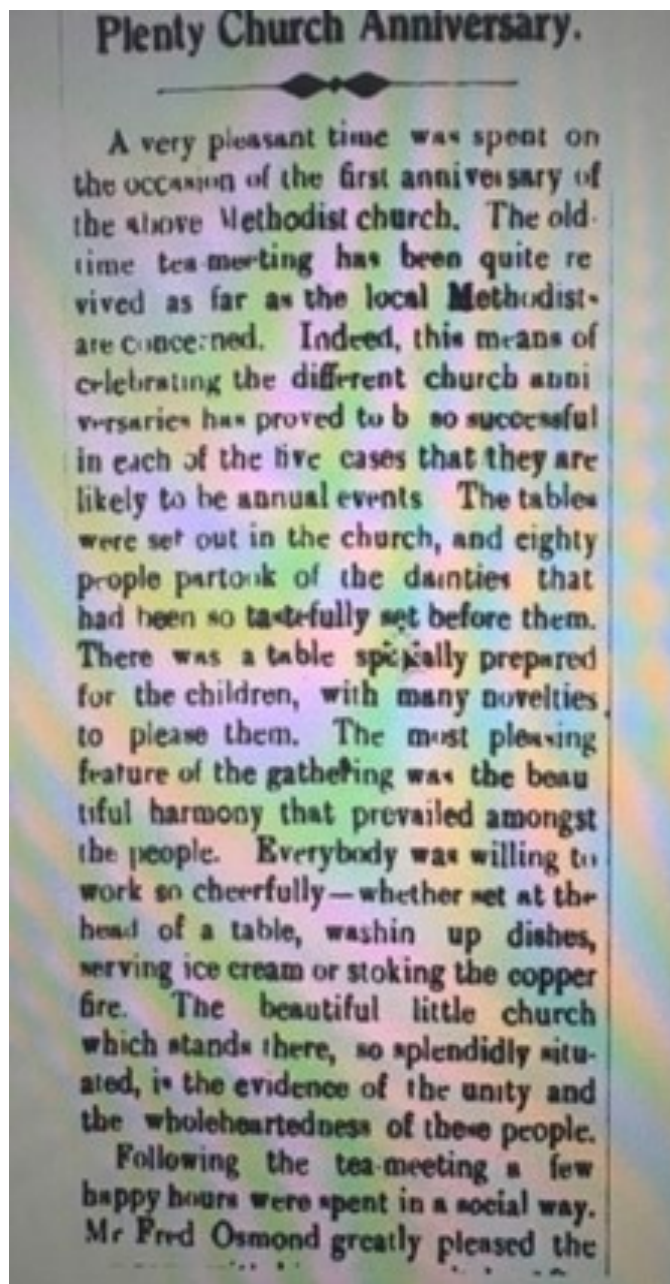 Plenty Church Anniversary.
A very pleasant time was spent on
the occasion of the first anniversary of
the above Methodist church. The old-
time tea-meeting has been quite re
vived as far as the local Methodists
are concerned. Indeed, this means of
celebrating the different church anni
versaries has proved to b so successful
in each of the five cases that they are
likely to be annual events The tables
were set out in the church, and eighty
people partook of the dainties that
had been so tastefully set before them.
There was a table specially prepared
for the children, with many novelties
to please them. The most pleasing
feature of the gathering was the beau
tiful harmony that prevailed amongst
the people. Everybody was willing to
work so cheerfully—whether set at the
head of a table, washin up dishes,
serving ice cream or stoking the copper
fire. The beautiful little church
which stands there, so splendidly situ-
ated, is the evidence of the unity and
the wholeheartedness of these people.
Following the tea-meeting a few
happy hours were spent in a social way.
Mr Fred Osmond greatly pleased the